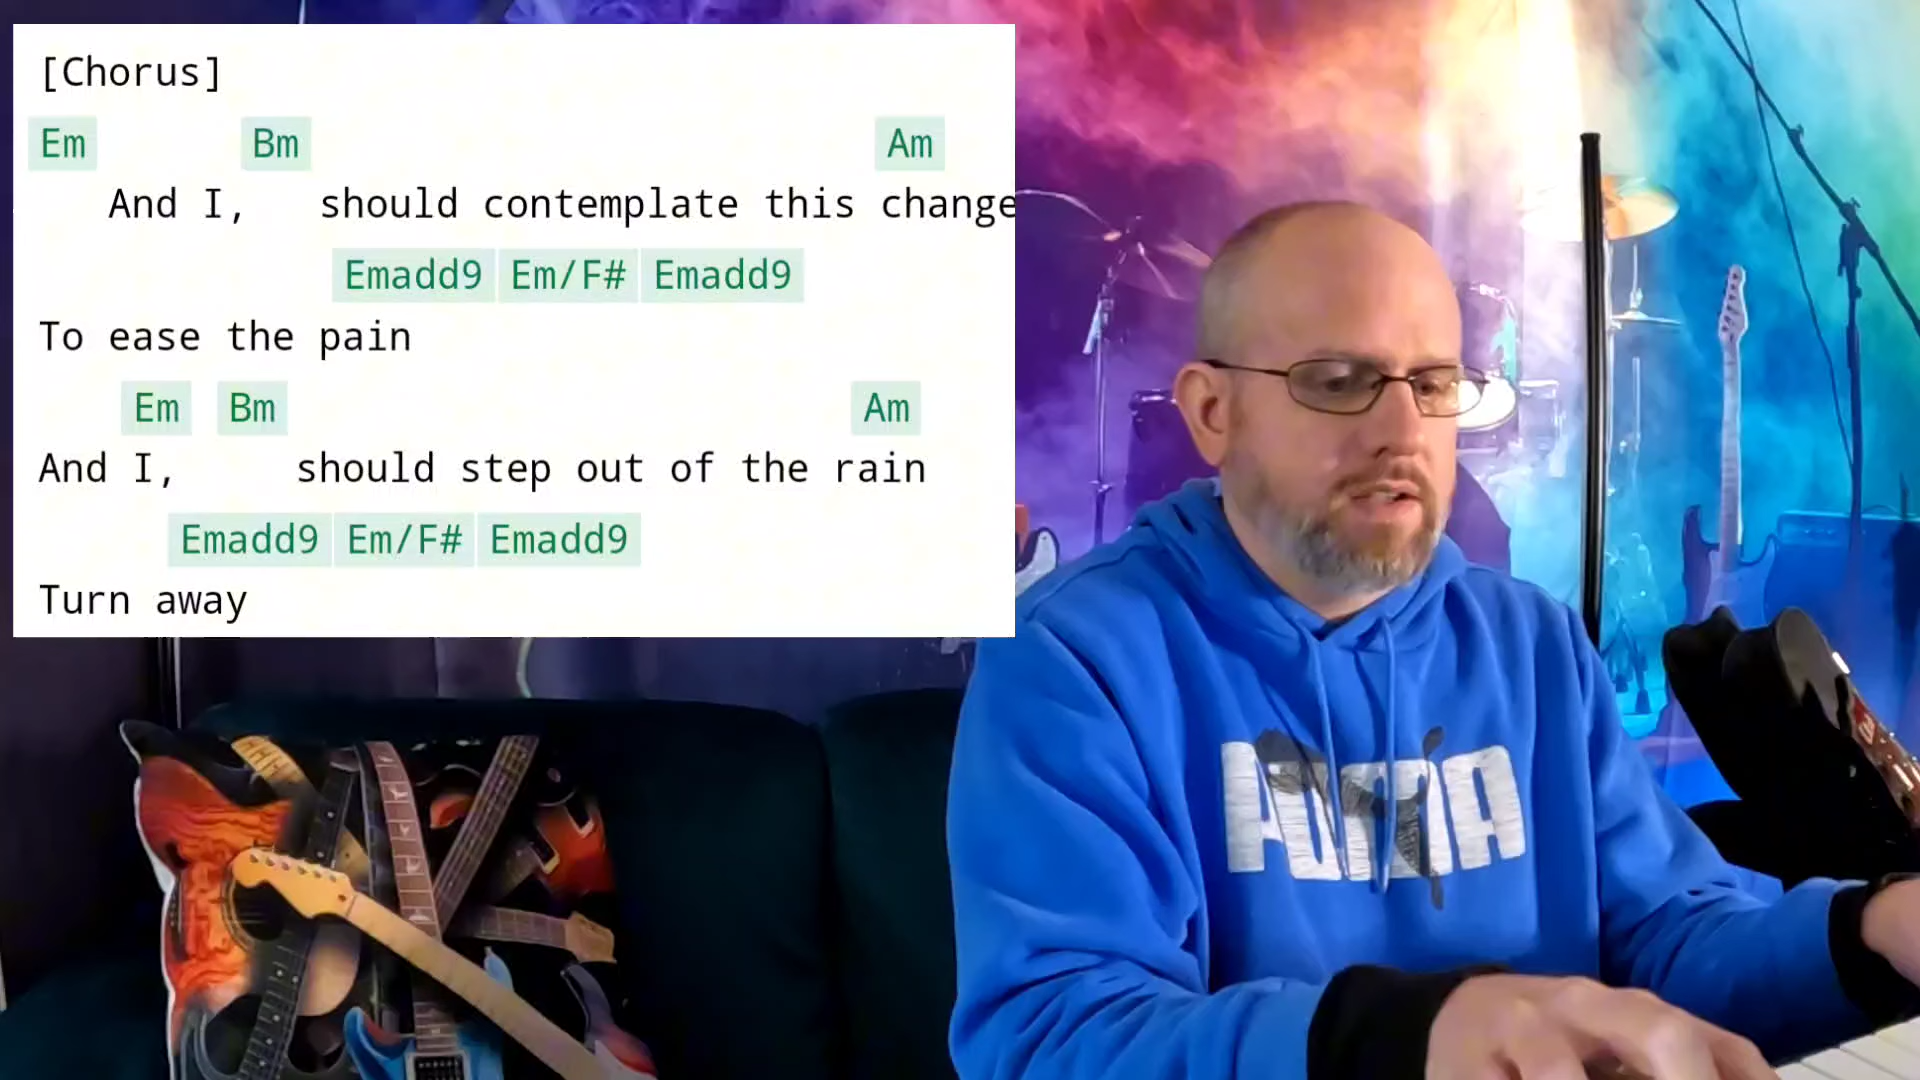 [Chorus]
Em Bm Am
And I, should contemplate this change
Emadd9 Em/F# Emadd9
To ease the pain
Em Bm Am
And I, should step out of the rain
Emadd9 Em/F# Emadd9
Turn away
PUMA